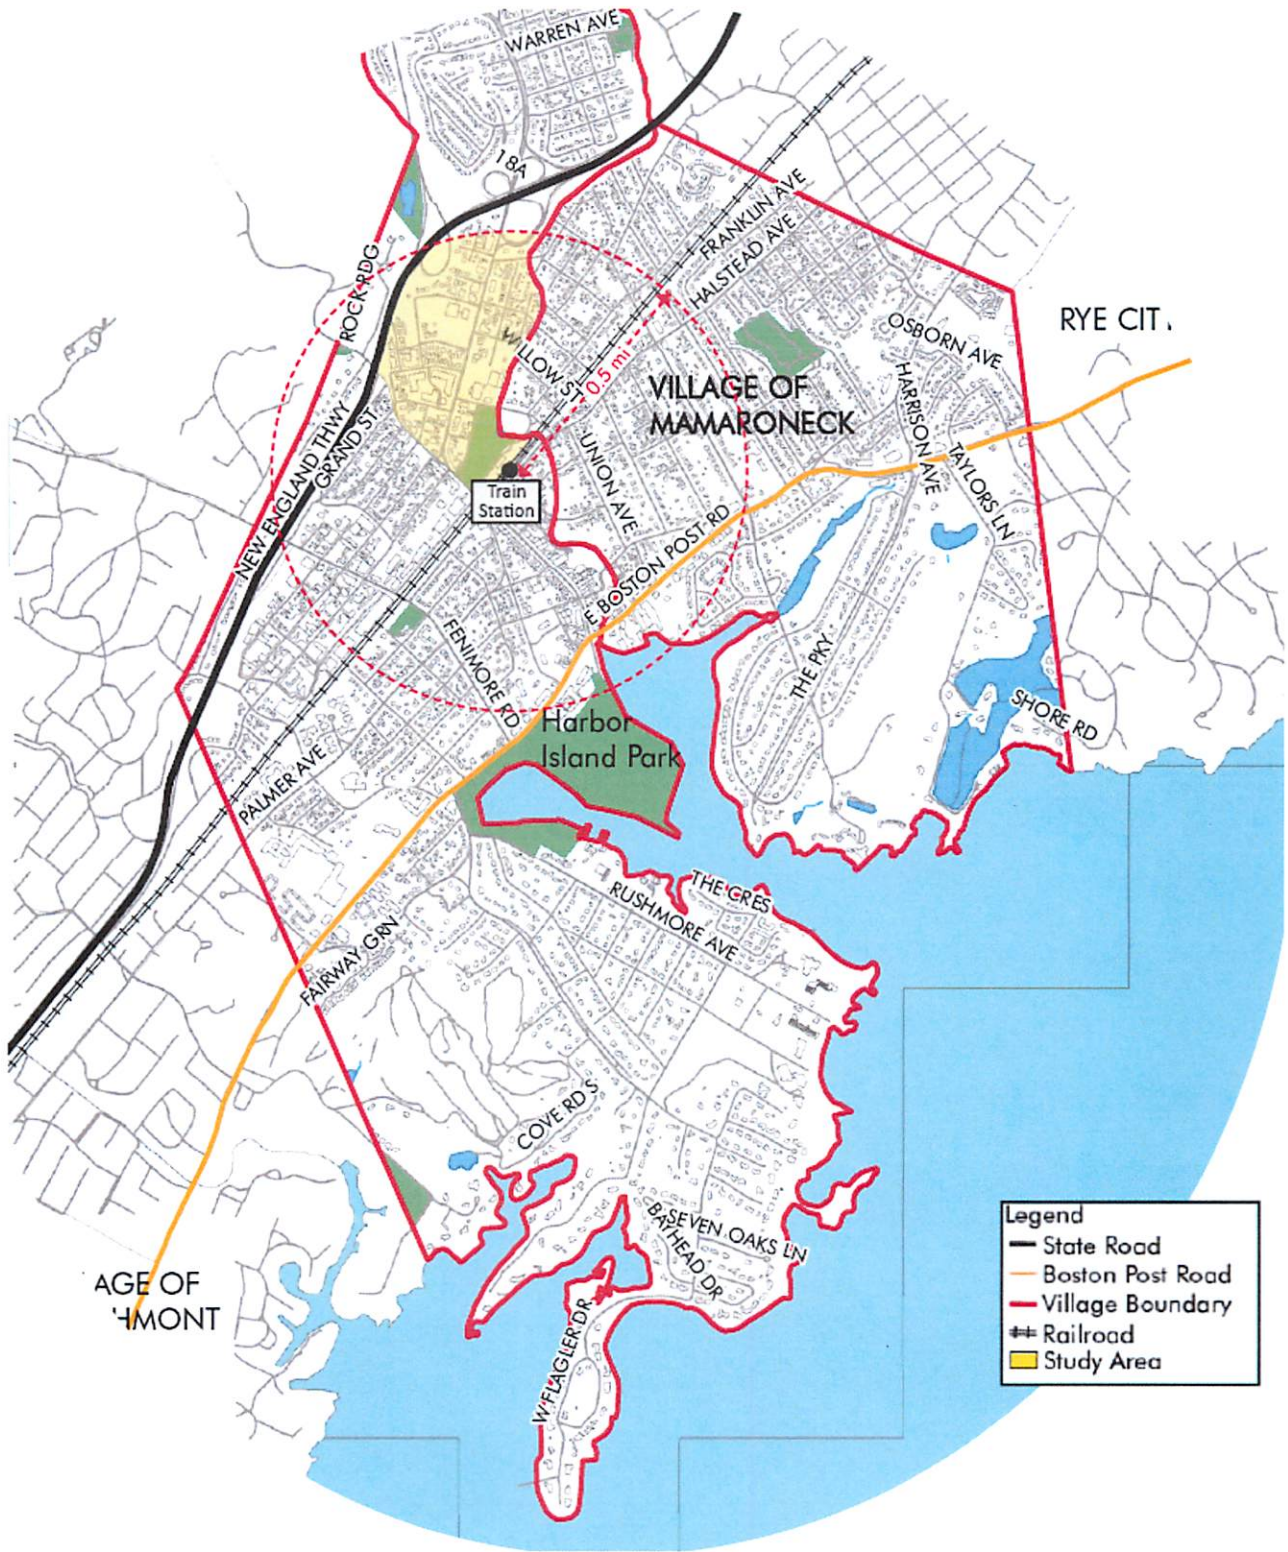 WARREN AVE
18A
FRANKLIN AVE
HALSTEAD AVE
ROCK RDG
RYE CIT
OSBORN AVE
WILLOW ST
0.5 mi
VILLAGE OF
MAMARONECK
HARRISON AVE
NEW ENGLAND THWY
GRAND ST
UNION AVE
TAYLORS LN
Train
Station
E BOSTON POST RD
FENIMORE RD
THE PKY
SHORE RD
Harbor
Island Park
PALMER AVE
THE CRES
RUSHMORE AVE
FAIRWAY GRN
COVE RD S
SEVEN OAKS LN
BAYHEAD DR
W FLAGLER DR
AGE OF
HMONT
Legend
State Road
Boston Post Road
Village Boundary
Railroad
Study Area